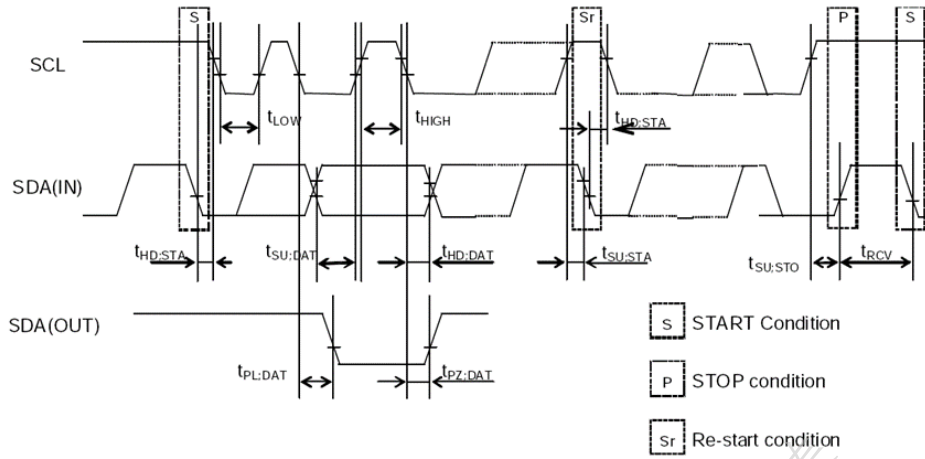 S Sr P S
SCL
tLOW tHIGH tHD;STA
SDA(IN)
tHD;STA tSU;DAT tHD;DAT tSU;STA tSU;STO tRCV
SDA(OUT)
tPL;DAT tPZ;DAT
S START Condition
P STOP condition
Sr Re-start condition